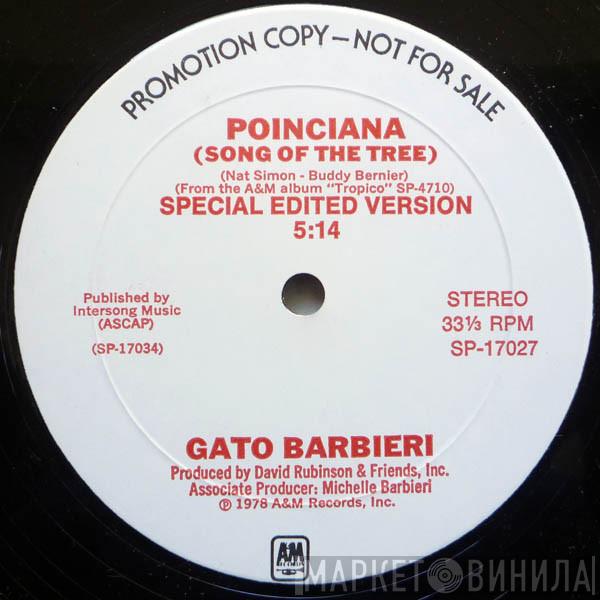 PROMOTION COPY—NOT FOR SALE
POINCIANA
(SONG OF THE TREE)
(Nat Simon - Buddy Bernier)
(From the A&M album "Tropico" SP-4710)
SPECIAL EDITED VERSION
5:14
Published by
Intersong Music
(ASCAP)
(SP-17034)
STEREO
33⅓ RPM
SP-17027
GATO BARBIERI
Produced by David Rubinson & Friends, Inc.
Associate Producer: Michelle Barbieri
℗ 1978 A&M Records, Inc.
A&M
RECORDS
МАРКЕТ ВИНИЛА